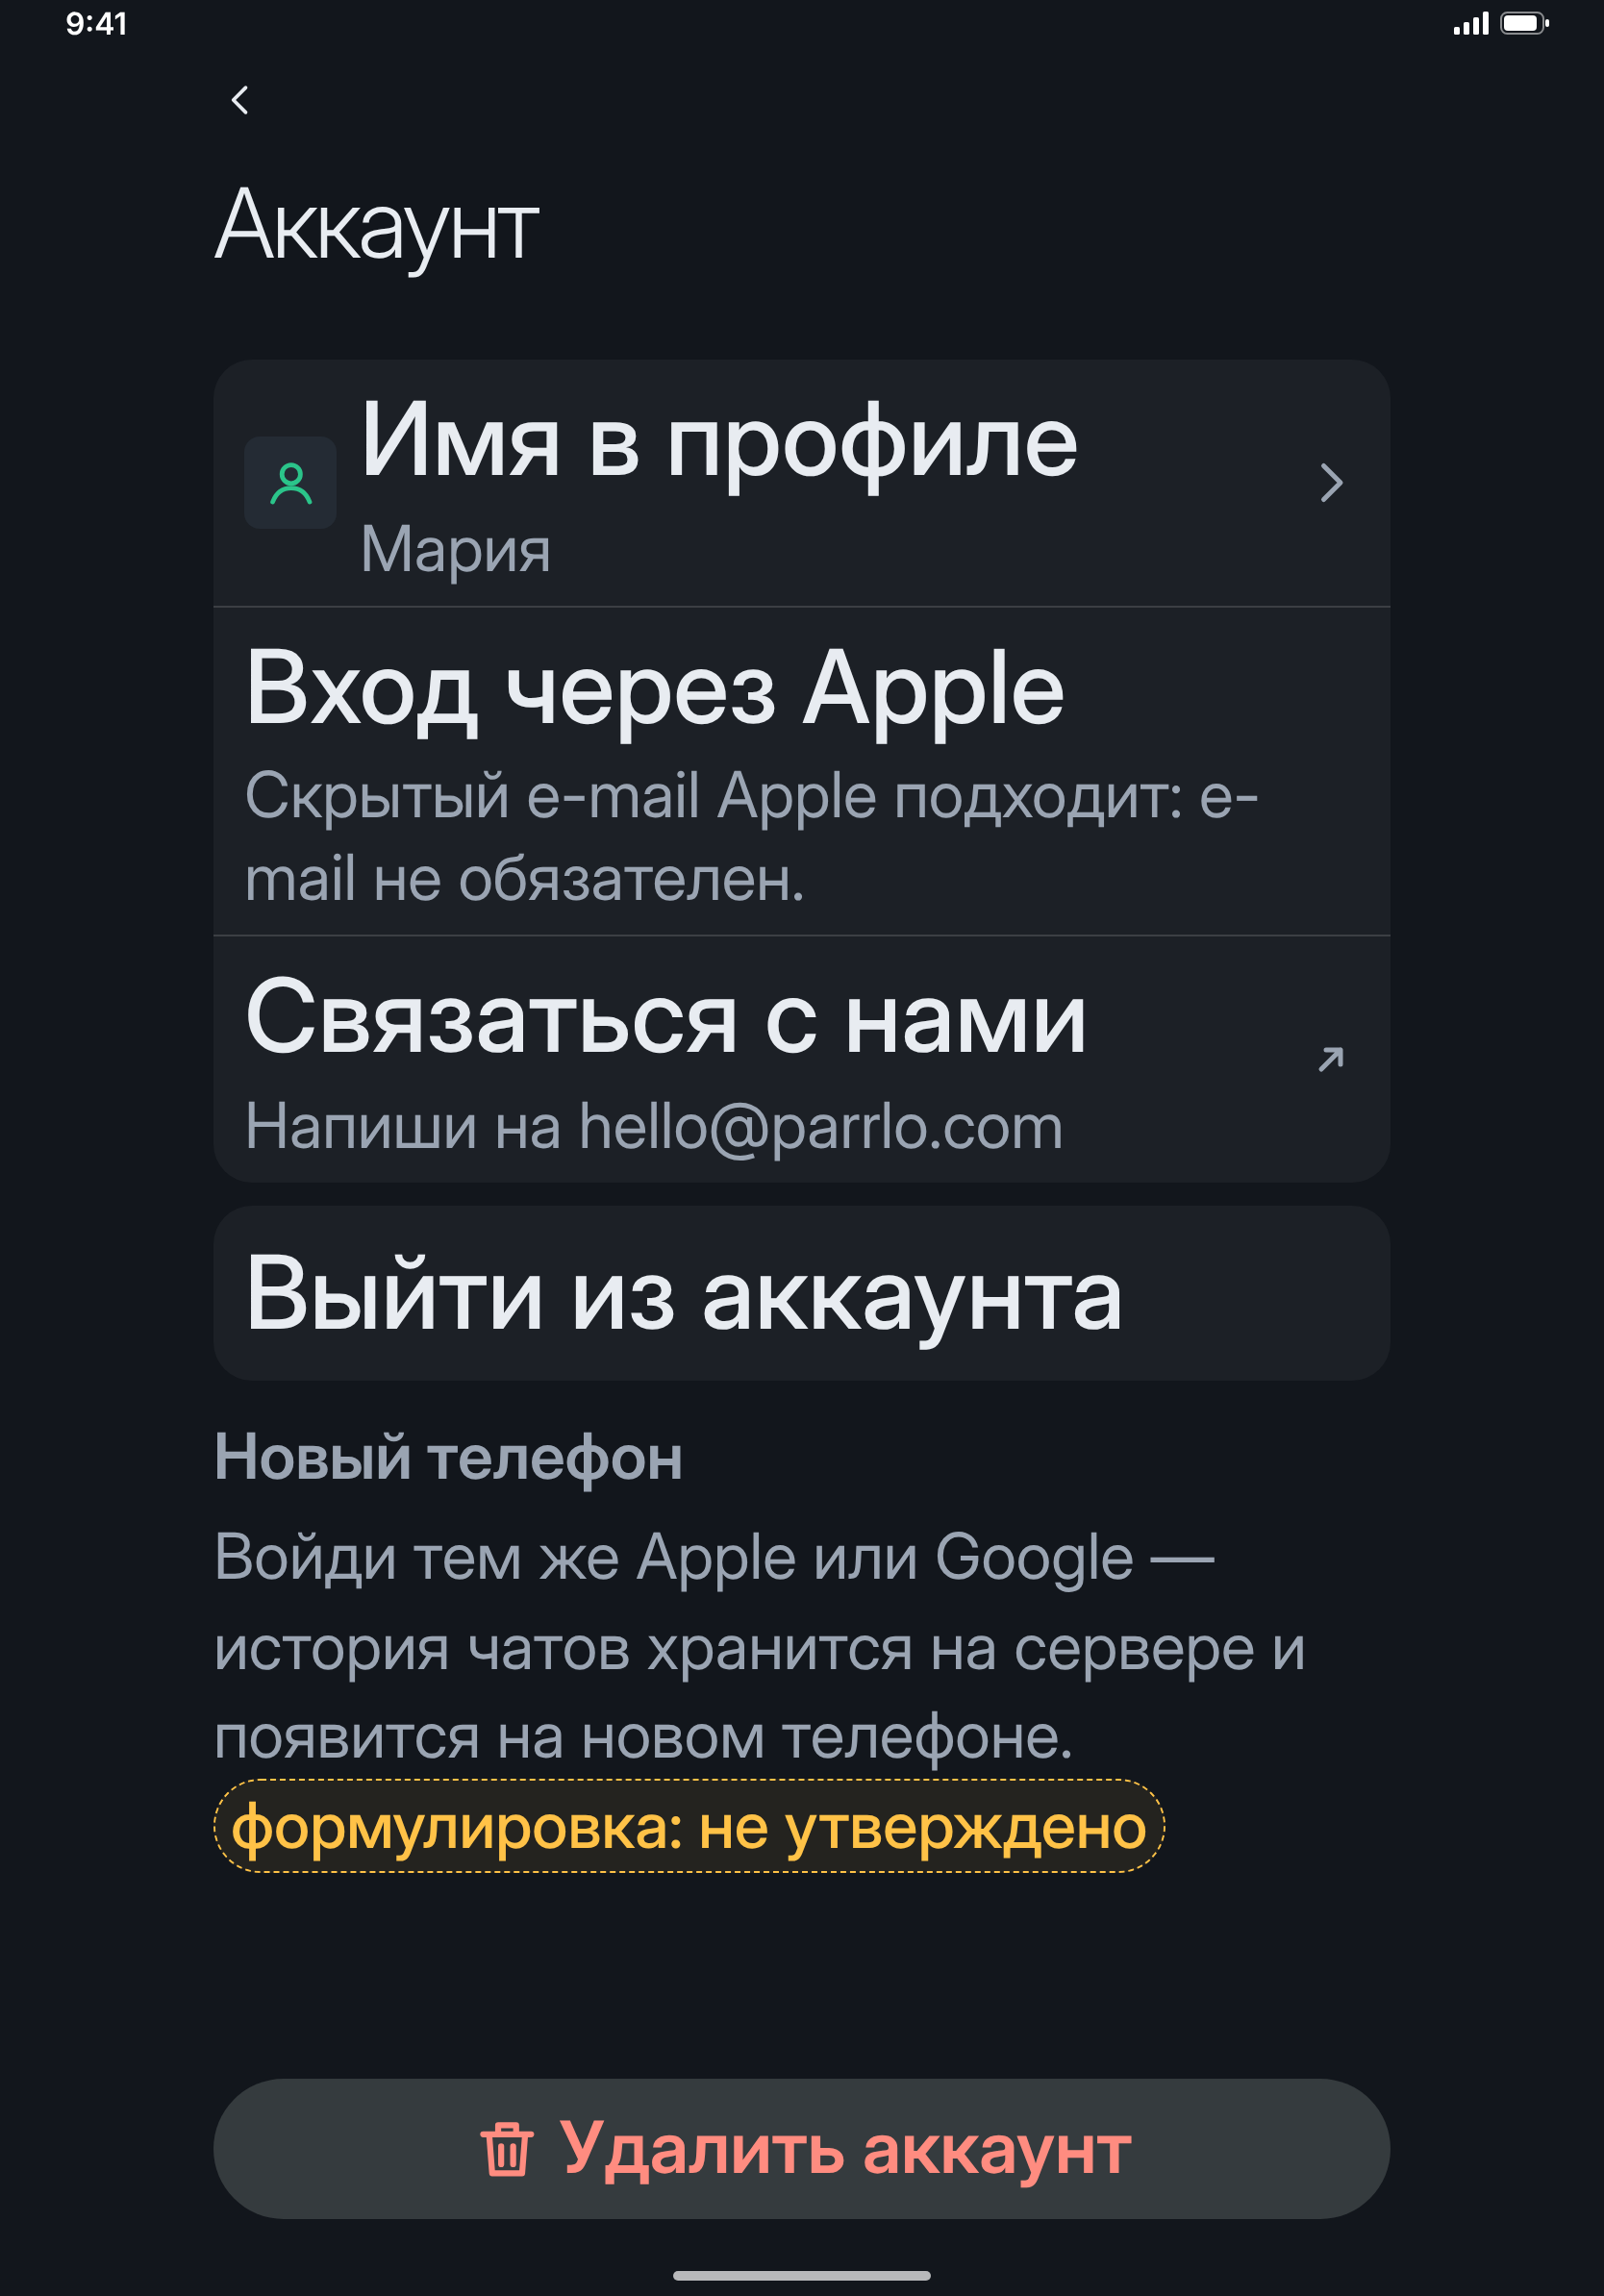 9:41
Аккаунт
Имя в профиле
Мария
Вход через Apple
Скрытый e-mail Apple подходит: e-
mail не обязателен.
Связаться с нами
Напиши на hello@parrlo.com
Выйти из аккаунта
Новый телефон
Войди тем же Apple или Google —
история чатов хранится на сервере и
появится на новом телефоне.
формулировка: не утверждено
Удалить аккаунт